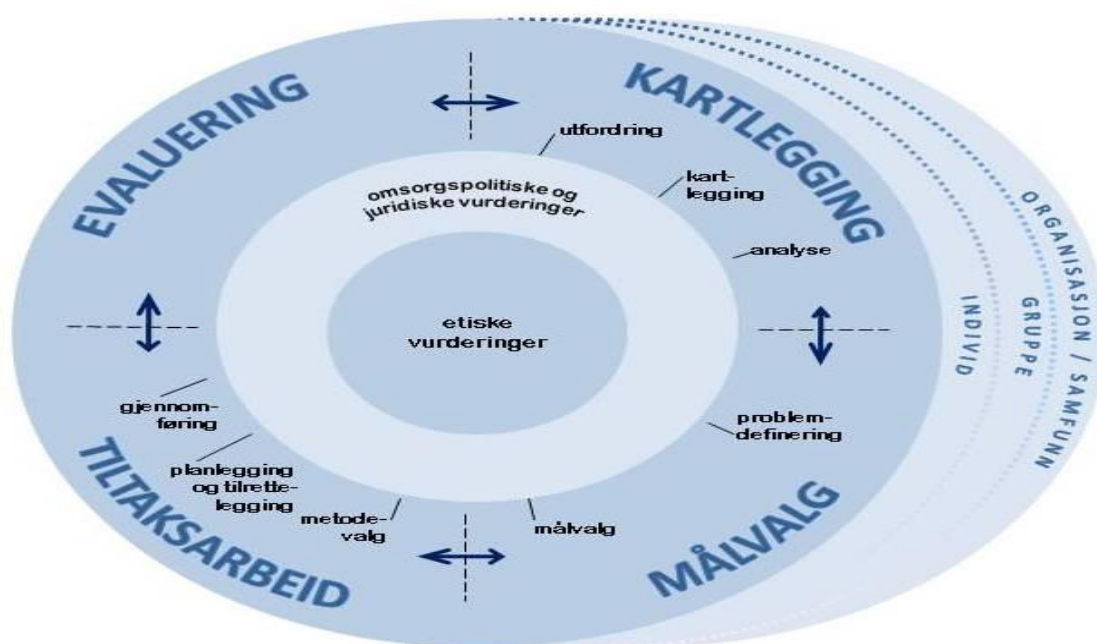 EVALUERING
KARTLEGGING
utfordring
kart-
legging
analyse
omsorgspolitiske og
juridiske vurderinger
etiske
vurderinger
ORGANISASJON / SAMFUNN
GRUPPE
INDIVID
problem-
definering
MÅLVALG
målvalg
metode-
valg
planlegging
og tilrette-
legging
gjennom-
føring
TILTAKSARBEID